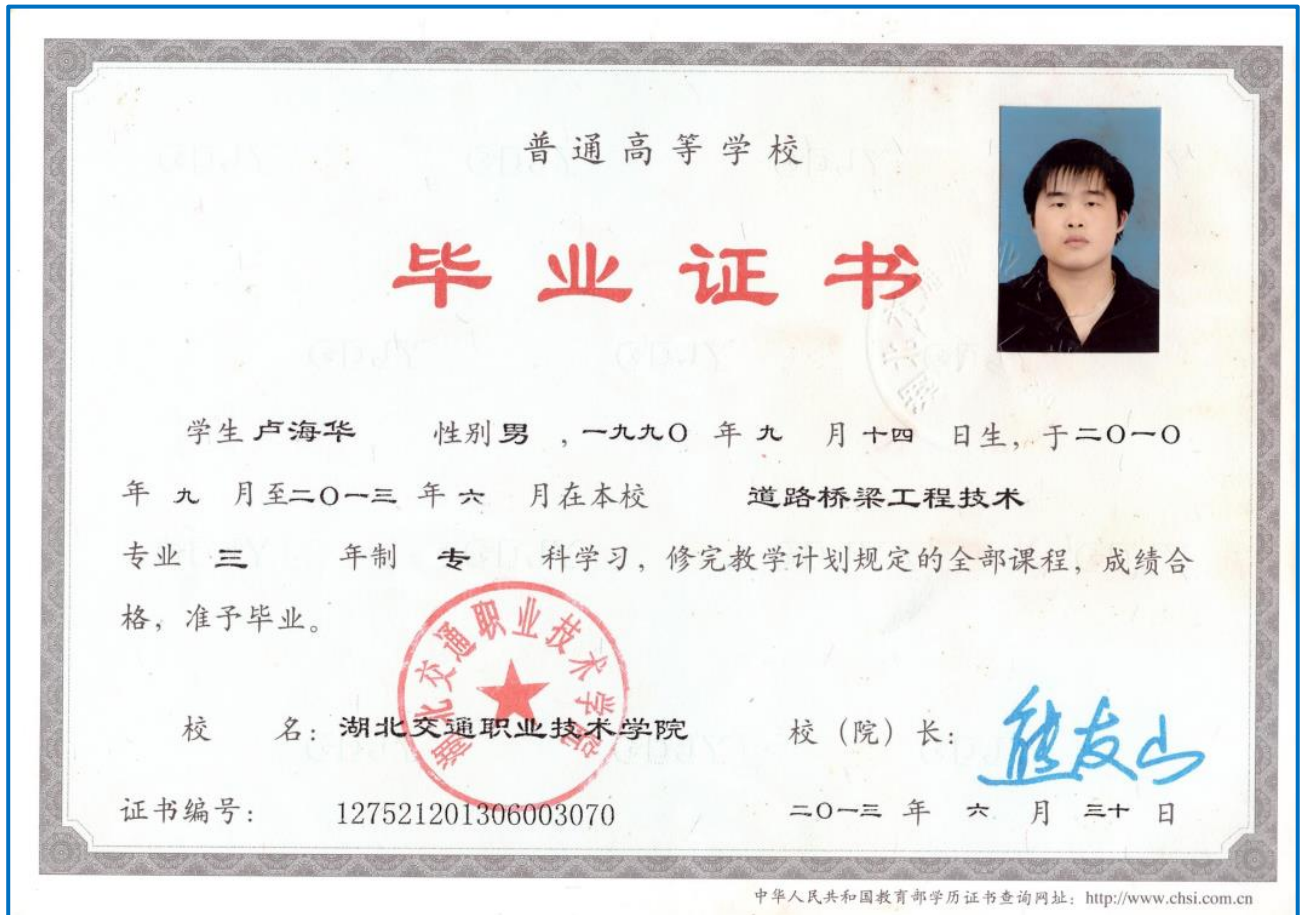 普通高等学校
毕业证书
学生 卢海华 性别 男 ,一九九〇 年 九 月 十四 日生, 于二〇一〇
年 九 月至二〇一三 年 六 月在本校 道路桥梁工程技术
专业 三 年制 专 科学习, 修完教学计划规定的全部课程, 成绩合
格, 准予毕业。
湖北交通职业技术学院
校 名: 湖北交通职业技术学院 校(院)长: 熊友山
证书编号: 127521201306003070 二〇一三 年 六 月 三十 日
中华人民共和国教育部学历证书查询网址: http://www.chsi.com.cn